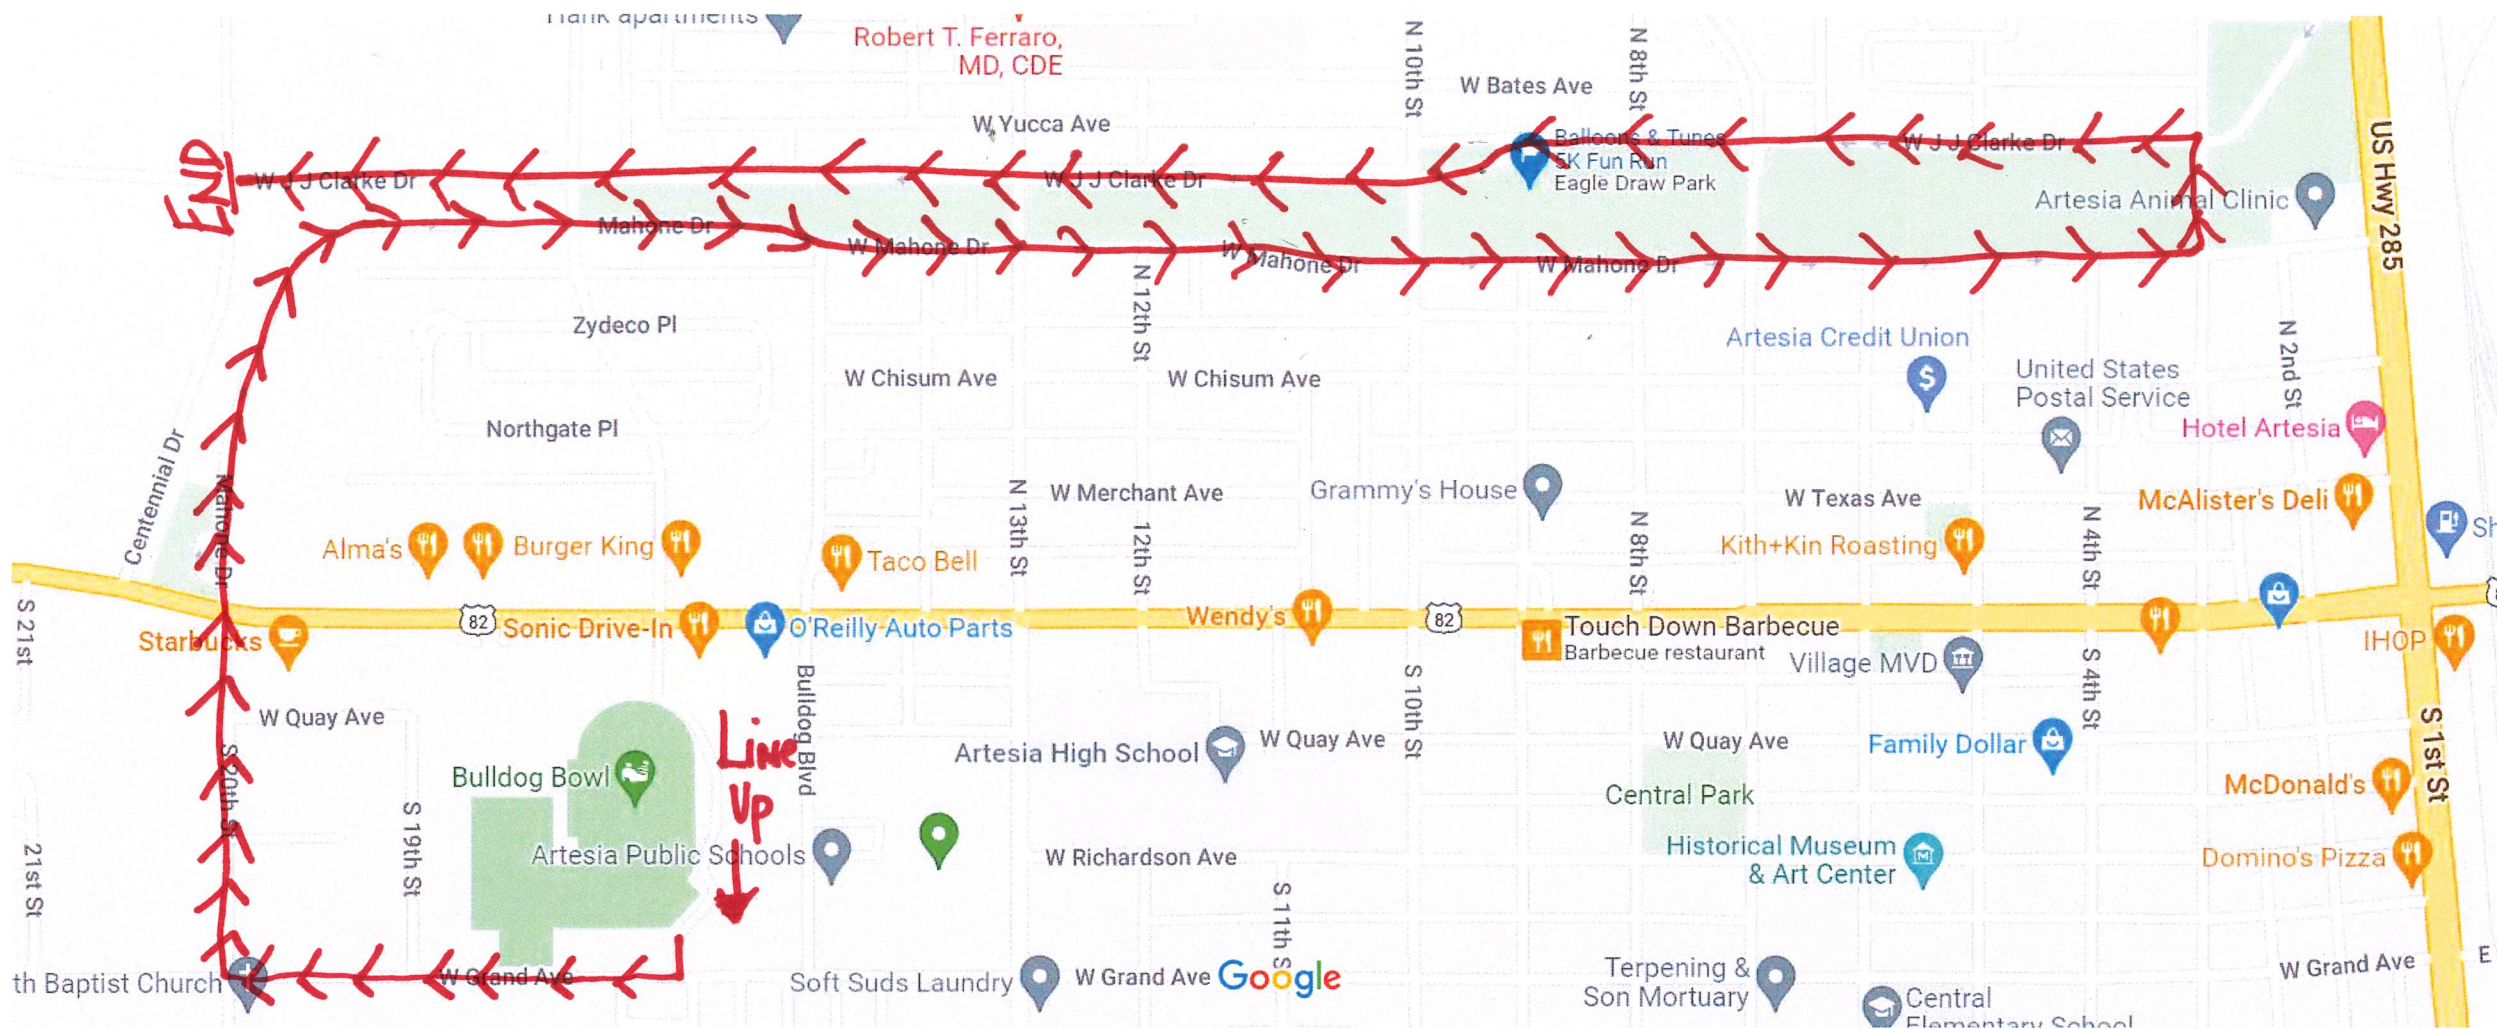 Hank apartments
Robert T. Ferraro,
MD, CDE
N 10th St
N 8th St
W Bates Ave
W Yucca Ave
Balloons & Tunes
5K Fun Run
Eagle Draw Park
W J J Clarke Dr
US Hwy 285
END
W J J Clarke Dr
W J J Clarke Dr
Artesia Animal Clinic
Mahone Dr
W Mahone Dr
W Mahone Dr
W Mahone Dr
N 12th St
Zydeco Pl
Artesia Credit Union
N 2nd St
W Chisum Ave
W Chisum Ave
United States
Postal Service
Northgate Pl
Hotel Artesia
Centennial Dr
Mahone Dr
N 13th St
W Merchant Ave
Grammy's House
W Texas Ave
McAlister's Deli
Alma's
Burger King
Taco Bell
12th St
N 8th St
Kith+Kin Roasting
N 4th St
Sh
S 21st
Starbucks
82
Sonic Drive-In
O'Reilly Auto Parts
Wendy's
82
Touch Down Barbecue
Barbecue restaurant
Village MVD
IHOP
W Quay Ave
Line
Up
Bulldog Blvd
S 10th St
S 4th St
S 1st St
S 20th St
Bulldog Bowl
Artesia High School
W Quay Ave
W Quay Ave
Family Dollar
S 19th St
Central Park
McDonald's
21st St
Artesia Public Schools
W Richardson Ave
Historical Museum
& Art Center
Domino's Pizza
S 11th S
th Baptist Church
W Grand Ave
Soft Suds Laundry
W Grand Ave
Google
Terpening &
Son Mortuary
W Grand Ave
E
Central
Elementary School